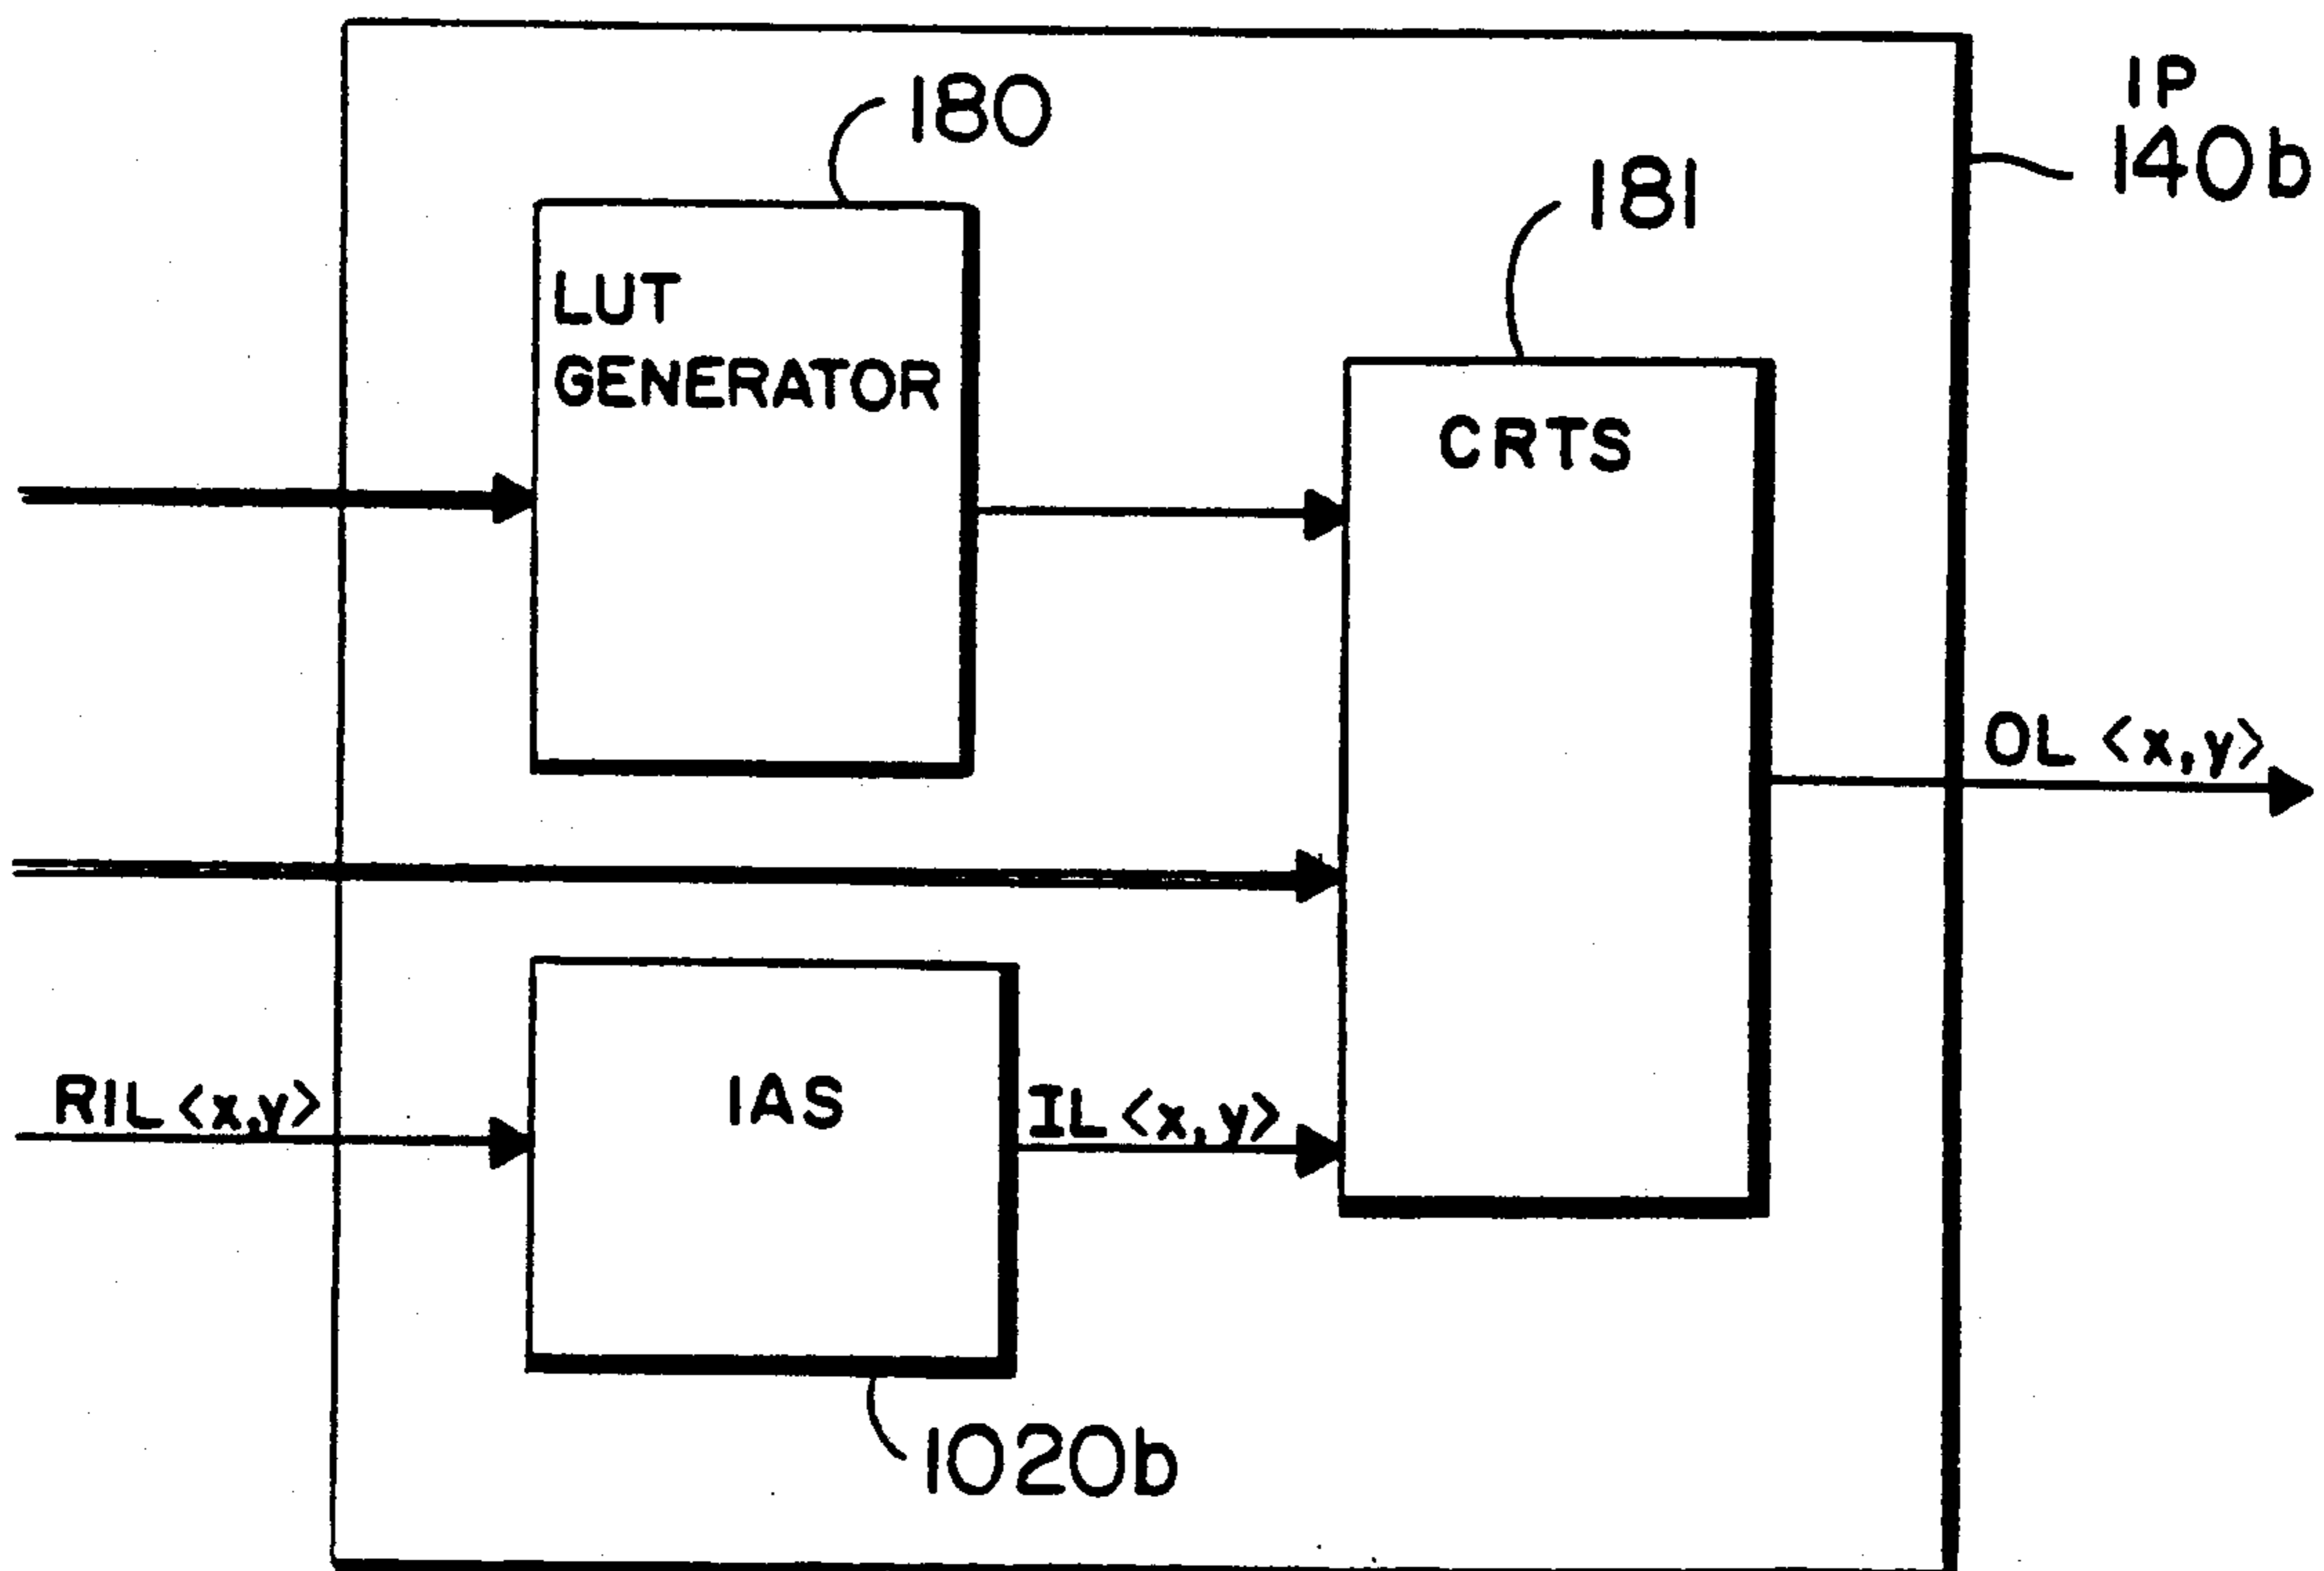 IP
140b
180
181
LUT
GENERATOR
CRTS
OL <x,y>
RIL<x,y>
IAS
IL<x,y>
1020b